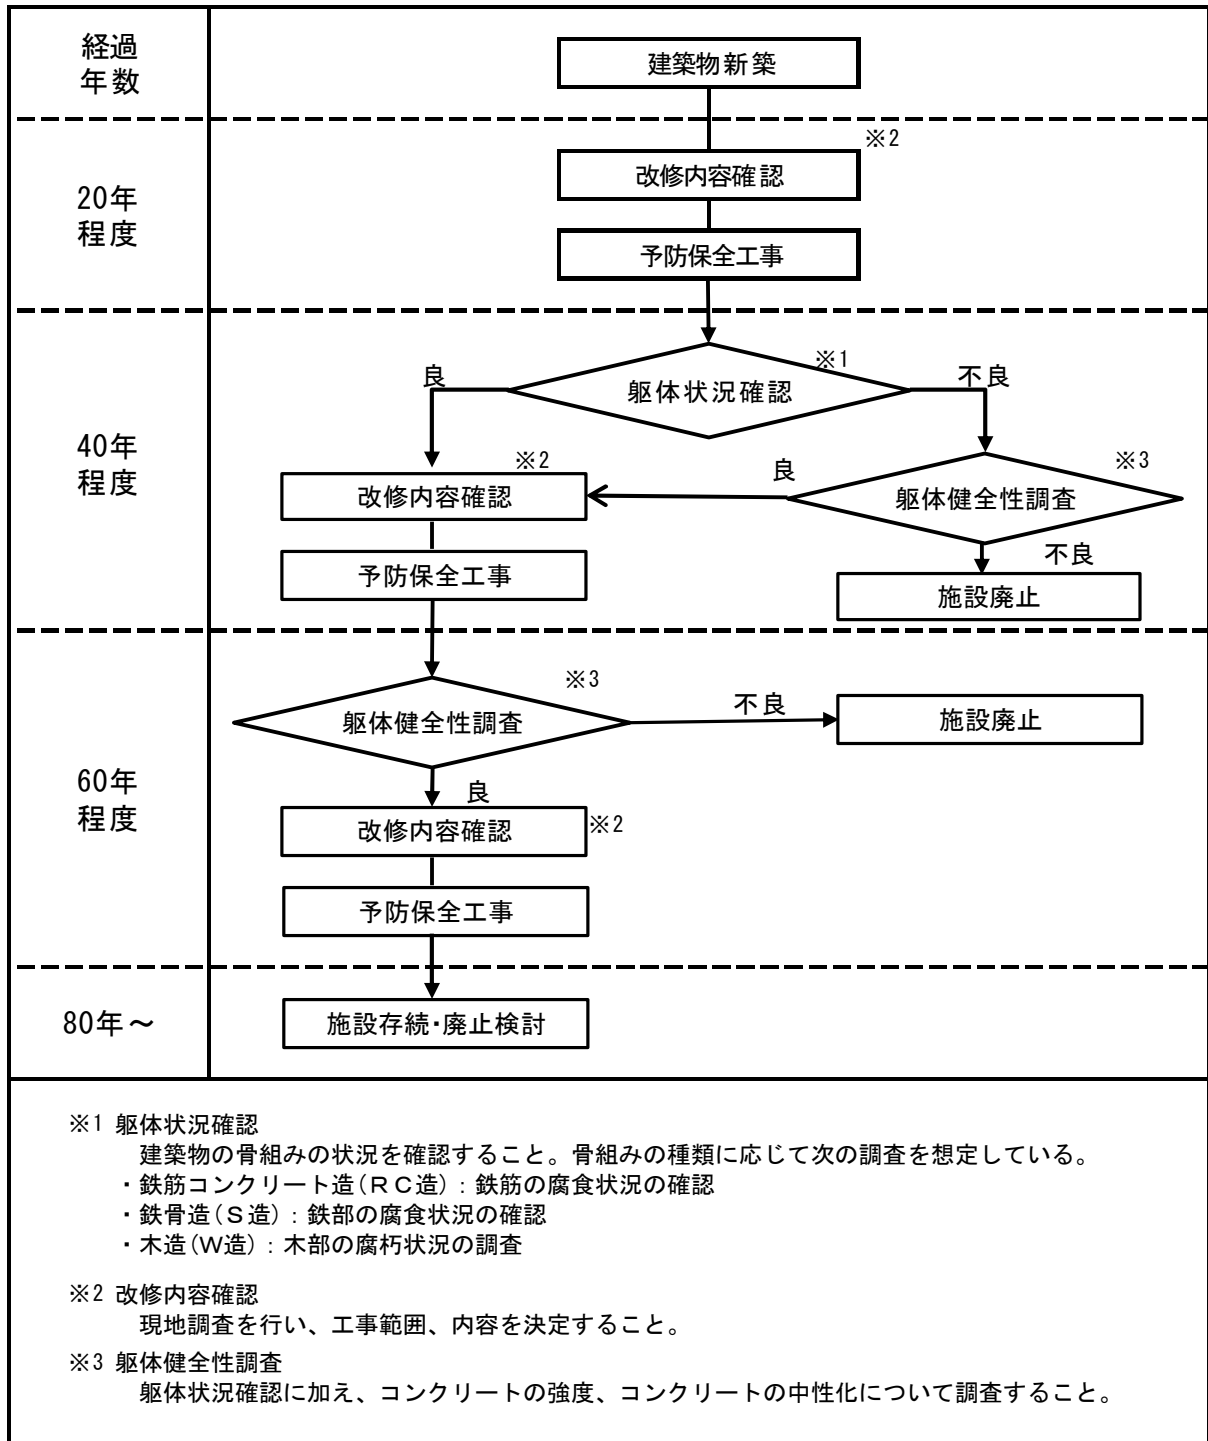 経過
年数
建築物新築
20年
程度
※2
改修内容確認
予防保全工事
40年
程度
※1
躯体状況確認
良
不良
※2
改修内容確認
良
※3
躯体健全性調査
不良
予防保全工事
施設廃止
60年
程度
※3
躯体健全性調査
不良
施設廃止
良
改修内容確認
※2
予防保全工事
80年～
施設存続・廃止検討
※1 躯体状況確認
建築物の骨組みの状況を確認すること。骨組みの種類に応じて次の調査を想定している。
・鉄筋コンクリート造(ＲＣ造)：鉄筋の腐食状況の確認
・鉄骨造(Ｓ造)：鉄部の腐食状況の確認
・木造(Ｗ造)：木部の腐朽状況の調査
※2 改修内容確認
現地調査を行い、工事範囲、内容を決定すること。
※3 躯体健全性調査
躯体状況確認に加え、コンクリートの強度、コンクリートの中性化について調査すること。